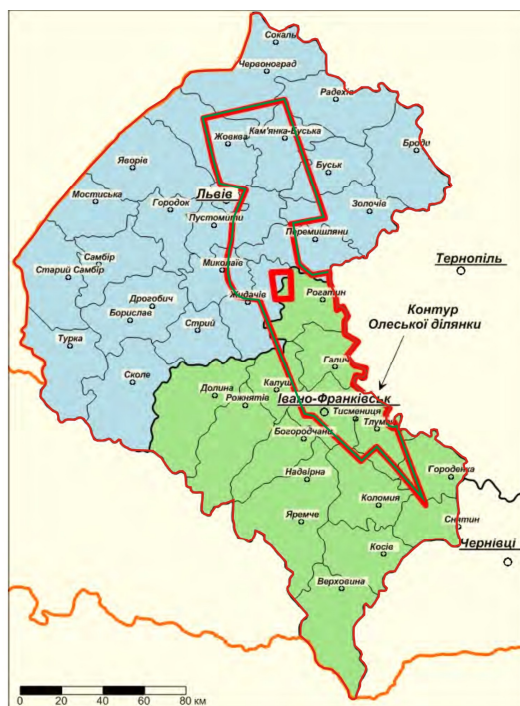 Сокаль
Червоноград
Радехів
Кам'янка-Буська
Жовква
Броди
Яворів
Буськ
Мостиська
Львів
Городок
Золочів
Пустомити
Перемишляни
Тернопіль
Самбір
Миколаїв
Старий Самбір
Дрогобич
Жидачів
Рогатин
Борислав
Стрий
Контур
Олеської ділянки
Турка
Галич
Сколе
Долина
Калуш
Рожнятів
Івано-Франківськ
Тисмениця
Тлумач
Богородчани
Надвірна
Городенка
Коломия
Яремче
Снятин
Чернівці
Косів
Верховина
0 20 40 60 80 км